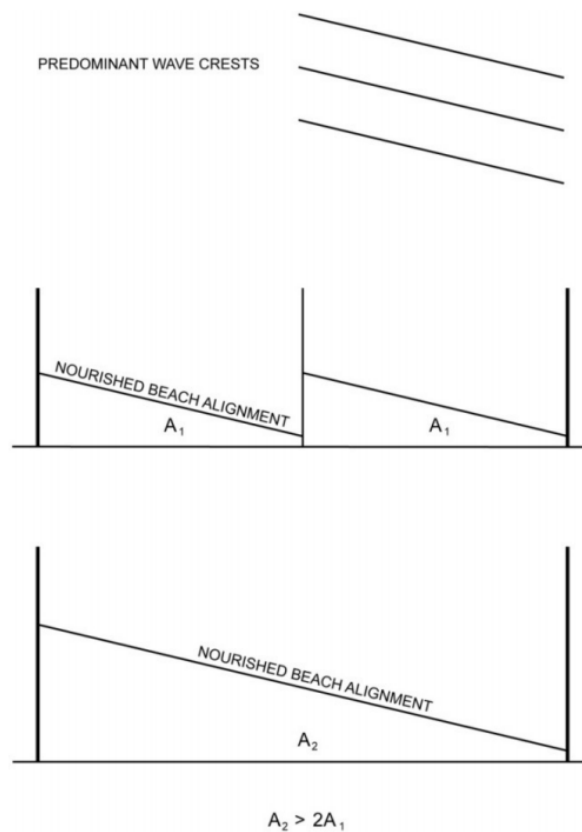 PREDOMINANT WAVE CRESTS
NOURISHED BEACH ALIGNMENT
A₁
A₁
NOURISHED BEACH ALIGNMENT
A₂
A₂ > 2A₁